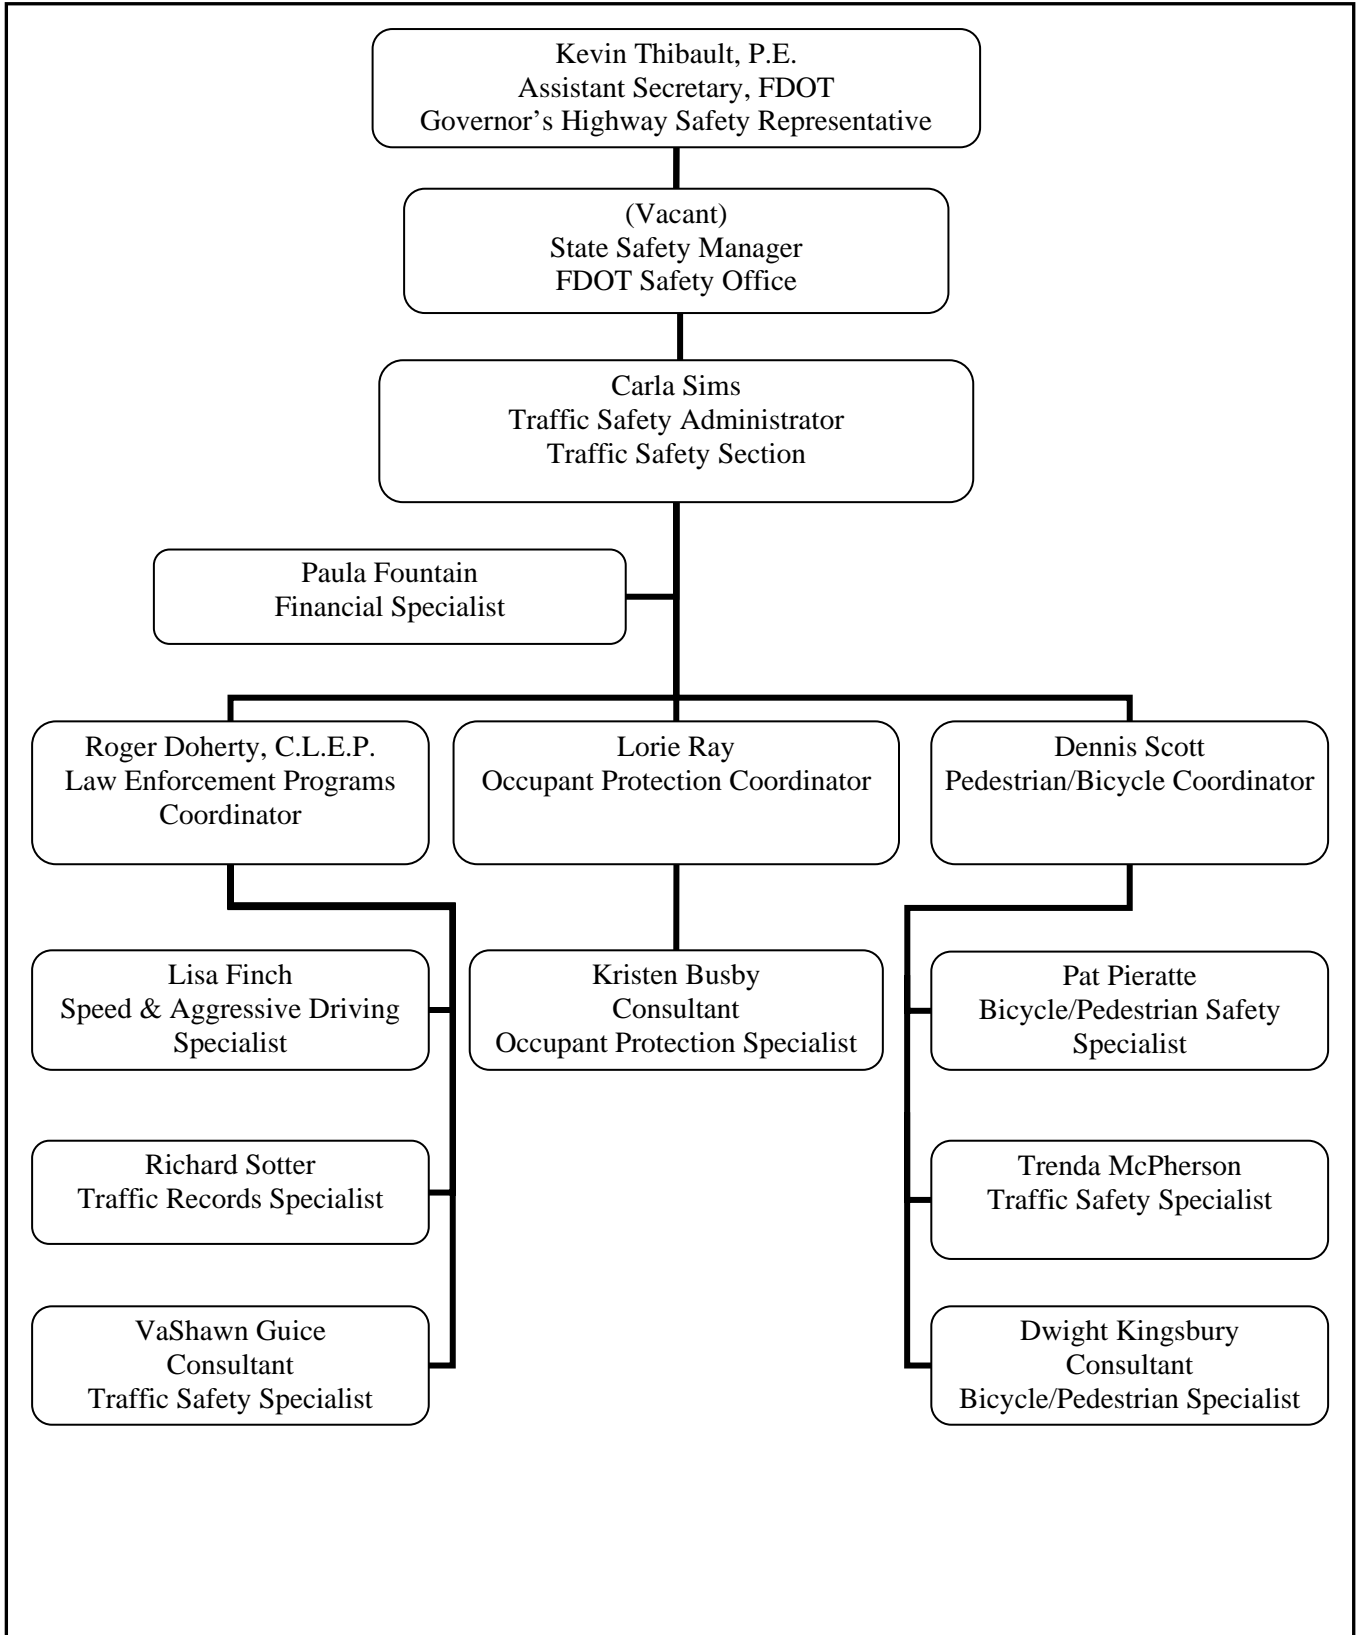 Kevin Thibault, P.E.
Assistant Secretary, FDOT
Governor’s Highway Safety Representative
(Vacant)
State Safety Manager
FDOT Safety Office
Carla Sims
Traffic Safety Administrator
Traffic Safety Section
Paula Fountain
Financial Specialist
Roger Doherty, C.L.E.P.
Law Enforcement Programs
Coordinator
Lorie Ray
Occupant Protection Coordinator
Dennis Scott
Pedestrian/Bicycle Coordinator
Lisa Finch
Speed & Aggressive Driving
Specialist
Kristen Busby
Consultant
Occupant Protection Specialist
Pat Pieratte
Bicycle/Pedestrian Safety
Specialist
Richard Sotter
Traffic Records Specialist
Trenda McPherson
Traffic Safety Specialist
VaShawn Guice
Consultant
Traffic Safety Specialist
Dwight Kingsbury
Consultant
Bicycle/Pedestrian Specialist